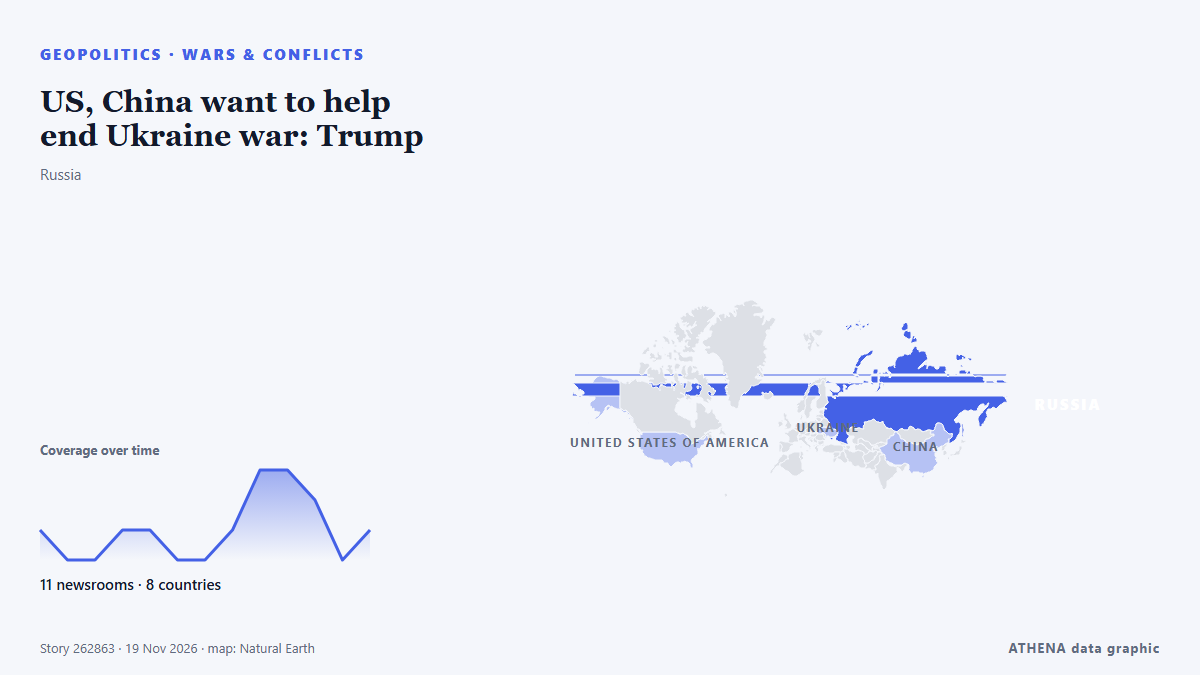 GEOPOLITICS · WARS & CONFLICTS
US, China want to help
end Ukraine war: Trump
Russia
RUSSIA
UKRAINE
UNITED STATES OF AMERICA
CHINA
Coverage over time
11 newsrooms · 8 countries
Story 262863 · 19 Nov 2026 · map: Natural Earth
ATHENA data graphic